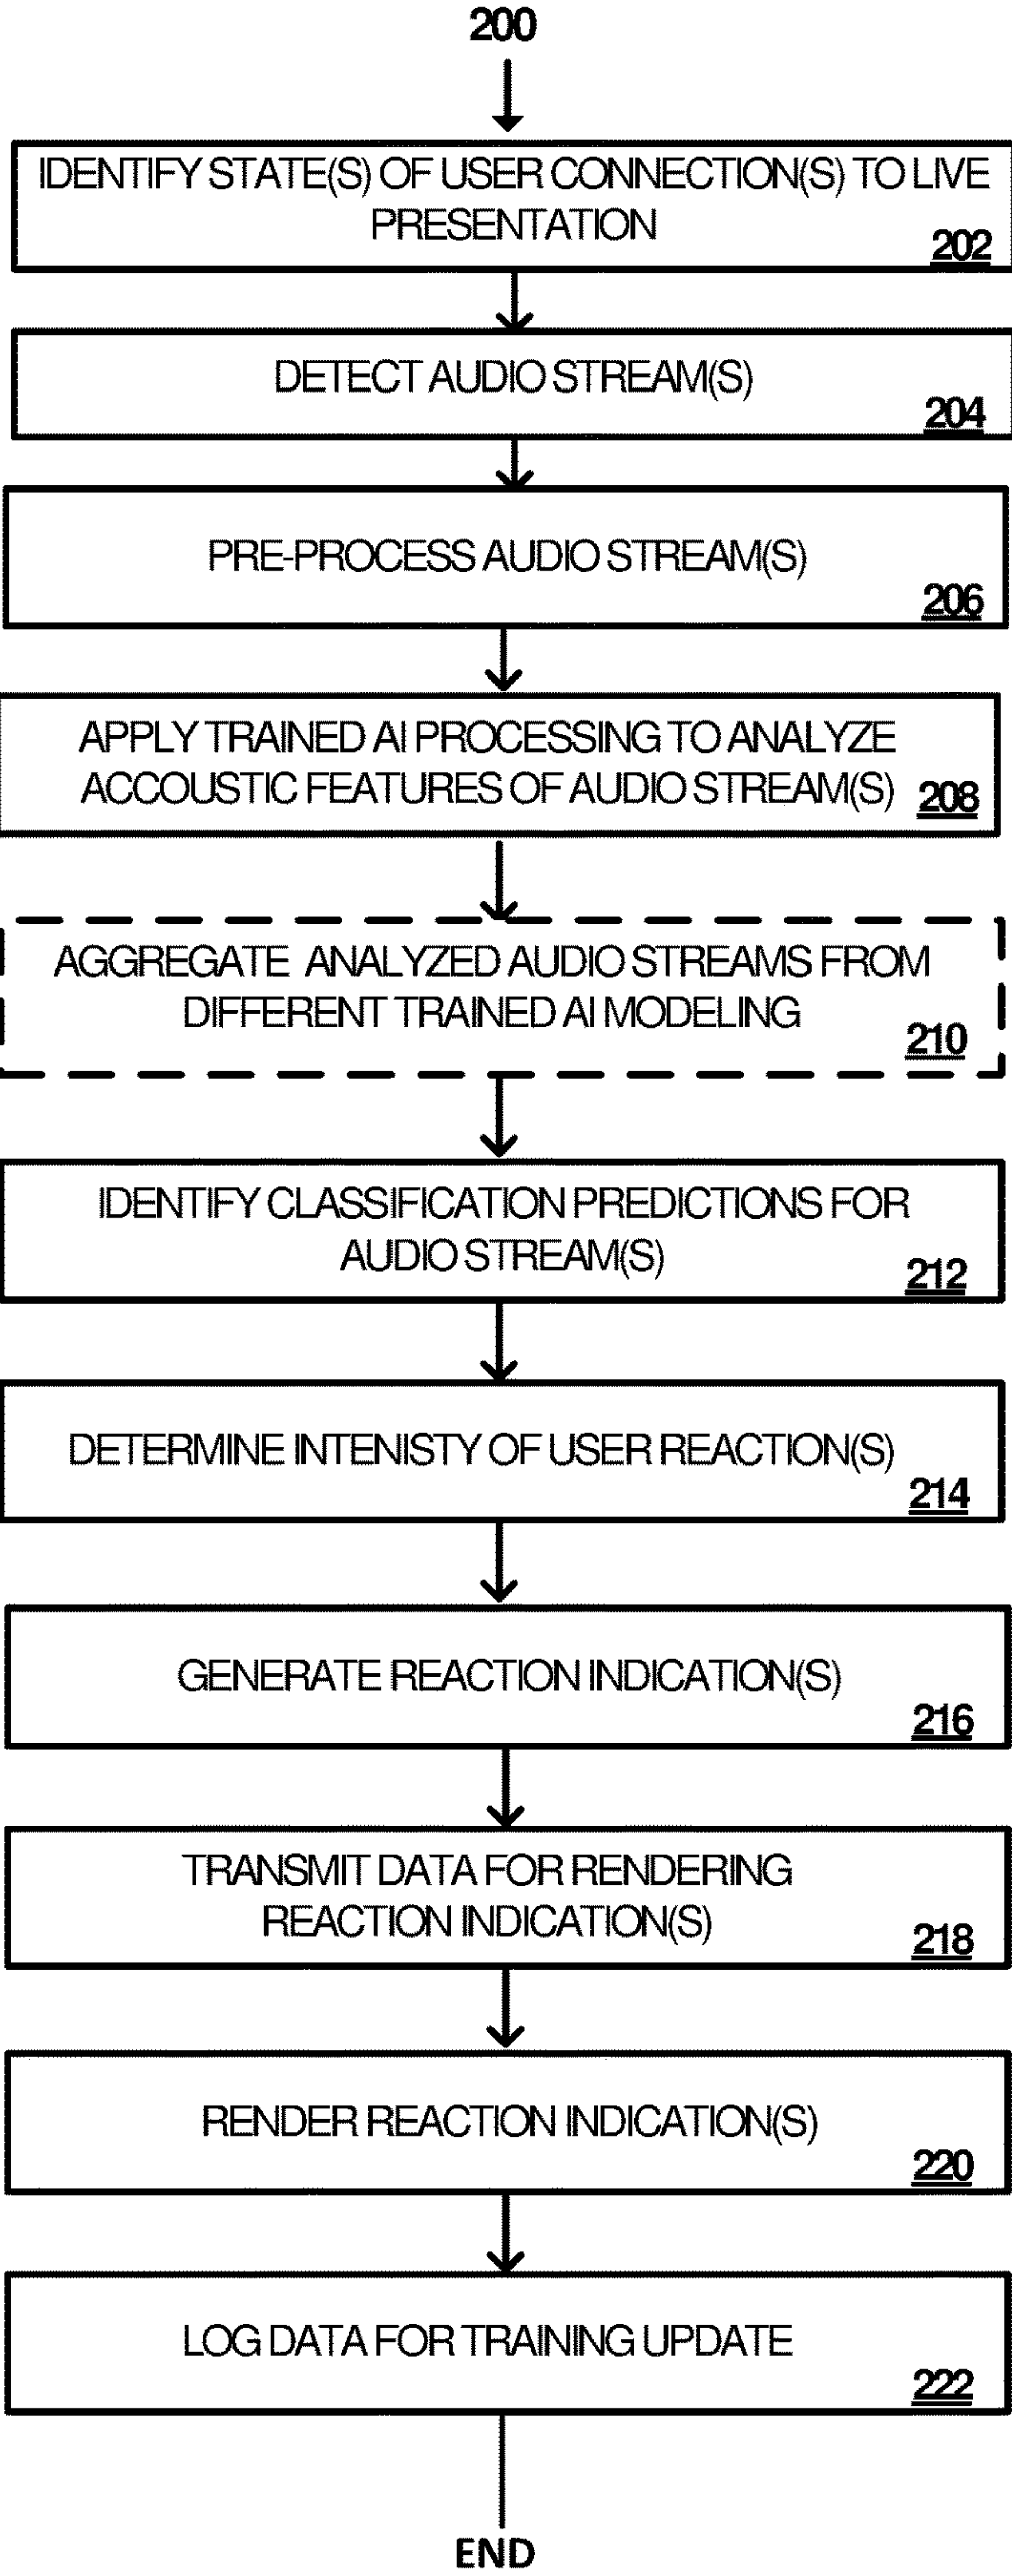 200
IDENTIFY STATE(S) OF USER CONNECTION(S) TO LIVE
PRESENTATION
202
DETECT AUDIO STREAM(S)
204
PRE-PROCESS AUDIO STREAM(S)
206
APPLY TRAINED AI PROCESSING TO ANALYZE
ACCOUSTIC FEATURES OF AUDIO STREAM(S)
208
AGGREGATE ANALYZED AUDIO STREAMS FROM
DIFFERENT TRAINED AI MODELING
210
IDENTIFY CLASSIFICATION PREDICTIONS FOR
AUDIO STREAM(S)
212
DETERMINE INTENISTY OF USER REACTION(S)
214
GENERATE REACTION INDICATION(S)
216
TRANSMIT DATA FOR RENDERING
REACTION INDICATION(S)
218
RENDER REACTION INDICATION(S)
220
LOG DATA FOR TRAINING UPDATE
222
END